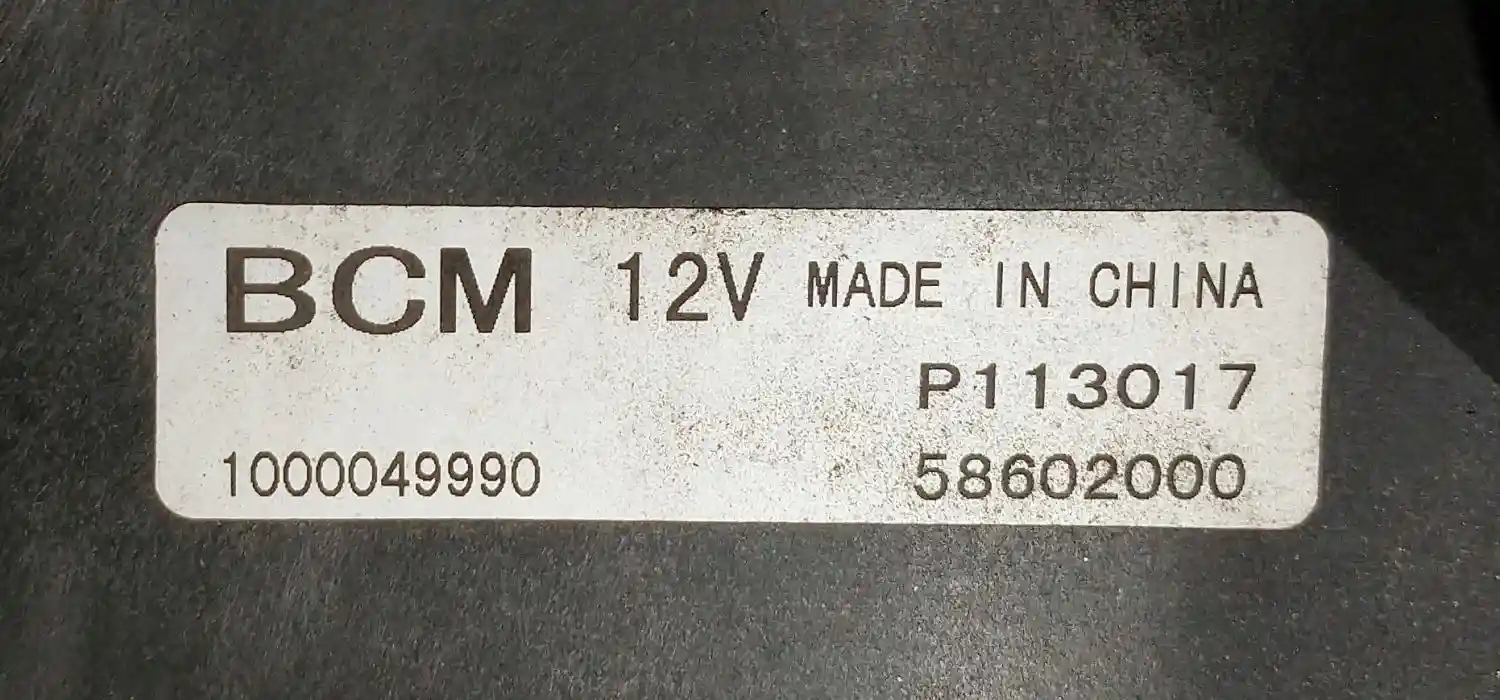 BCM 12V MADE IN CHINA
P113017
1000049990 58602000